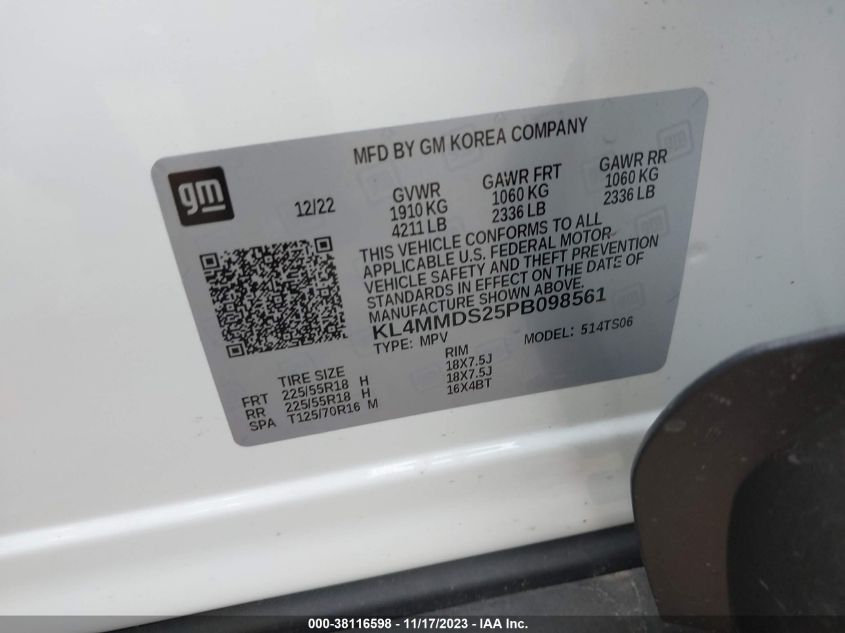 MFD BY GM KOREA COMPANY
gm
12/22
GVWR
1910 KG
4211 LB
GAWR FRT
1060 KG
2336 LB
GAWR RR
1060 KG
2336 LB
THIS VEHICLE CONFORMS TO ALL
APPLICABLE U.S. FEDERAL MOTOR
VEHICLE SAFETY AND THEFT PREVENTION
STANDARDS IN EFFECT ON THE DATE OF
MANUFACTURE SHOWN ABOVE.
KL4MMDS25PB098561
TYPE: MPV
MODEL: 514TS06
TIRE SIZE
FRT 225/55R18 H
RR 225/55R18 H
SPA T125/70R16 M
RIM
18X7.5J
18X7.5J
16X4BT
000-38116598 - 11/17/2023 - IAA Inc.